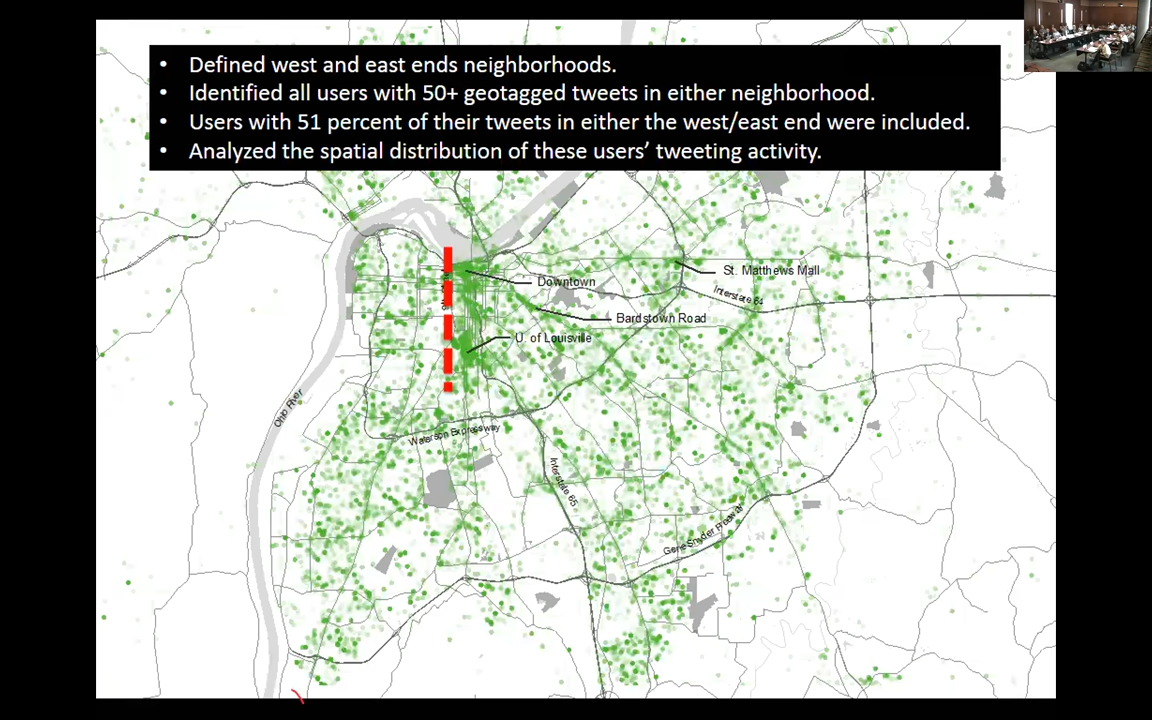 • Defined west and east ends neighborhoods.
• Identified all users with 50+ geotagged tweets in either neighborhood.
• Users with 51 percent of their tweets in either the west/east end were included.
• Analyzed the spatial distribution of these users’ tweeting activity.
St. Matthews Mall
Downtown
Interstate 64
Bardstown Road
U. of Louisville
Ohio River
Waterson Expressway
Interstate 65
Gene Snyder Freeway